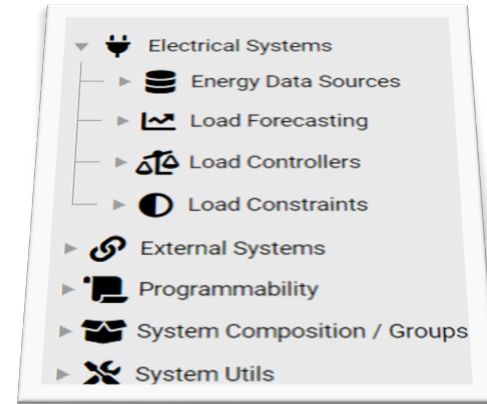 Electrical Systems
Energy Data Sources
Load Forecasting
Load Controllers
Load Constraints
External Systems
Programmability
System Composition / Groups
System Utils